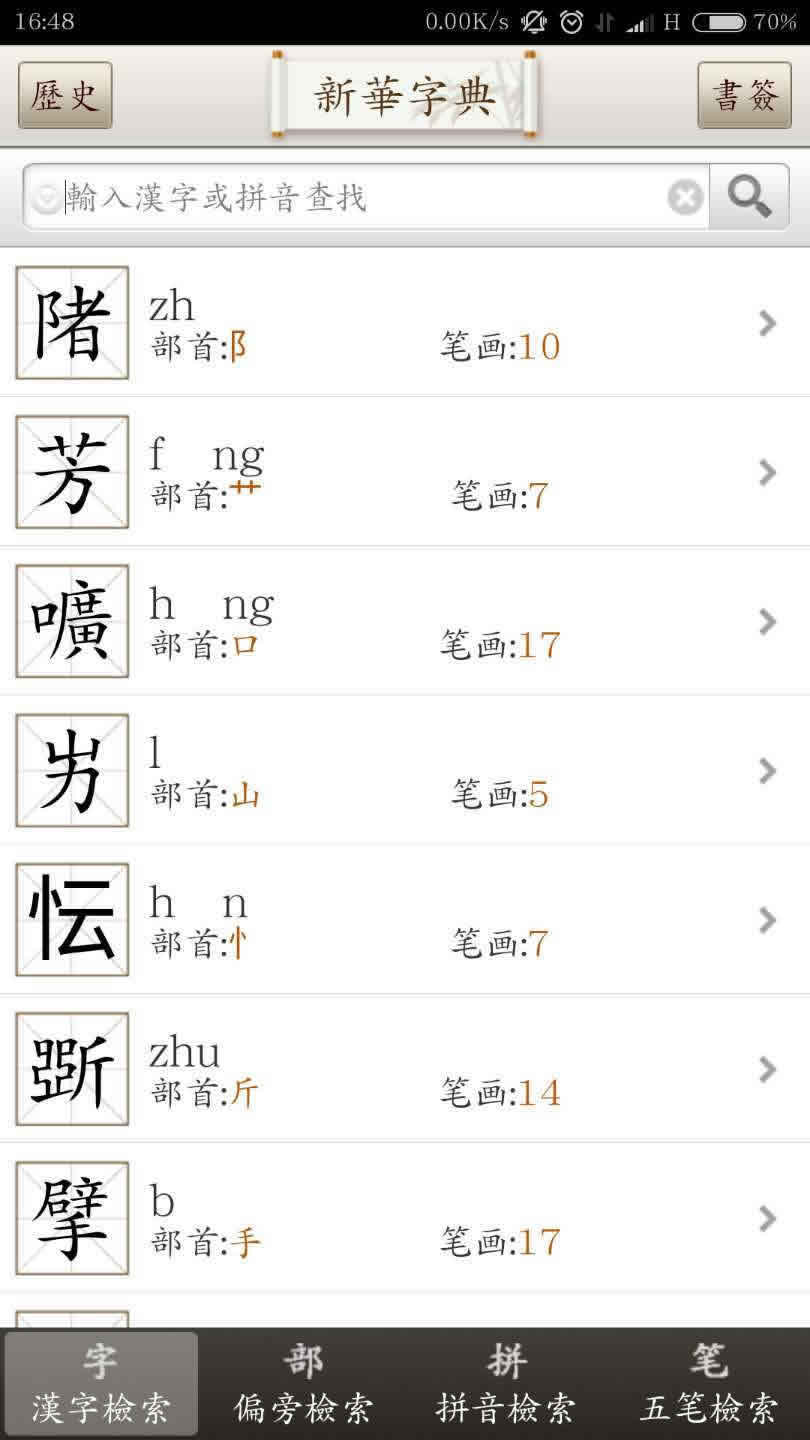 16:48 0.00K/s H 70%
歷史 新華字典 書簽
輸入漢字或拼音查找
陼 zh
部首:阝 笔画:10
芳 f ng
部首:艹 笔画:7
嚝 h ng
部首:口 笔画:17
屴 l
部首:山 笔画:5
忶 h n
部首:忄 笔画:7
斲 zhu
部首:斤 笔画:14
擘 b
部首:手 笔画:17
字 部 拼 笔
漢字檢索 偏旁檢索 拼音檢索 五笔檢索